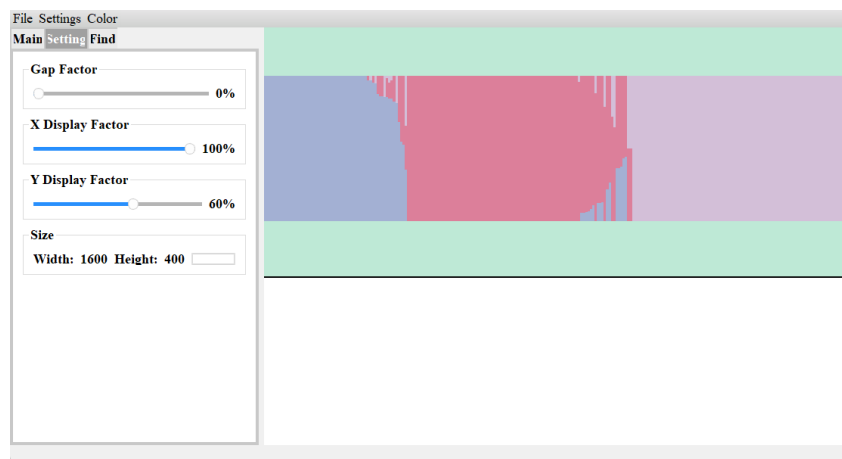 File Settings Color
Main Setting Find
Gap Factor
0%
X Display Factor
100%
Y Display Factor
60%
Size
Width: 1600 Height: 400